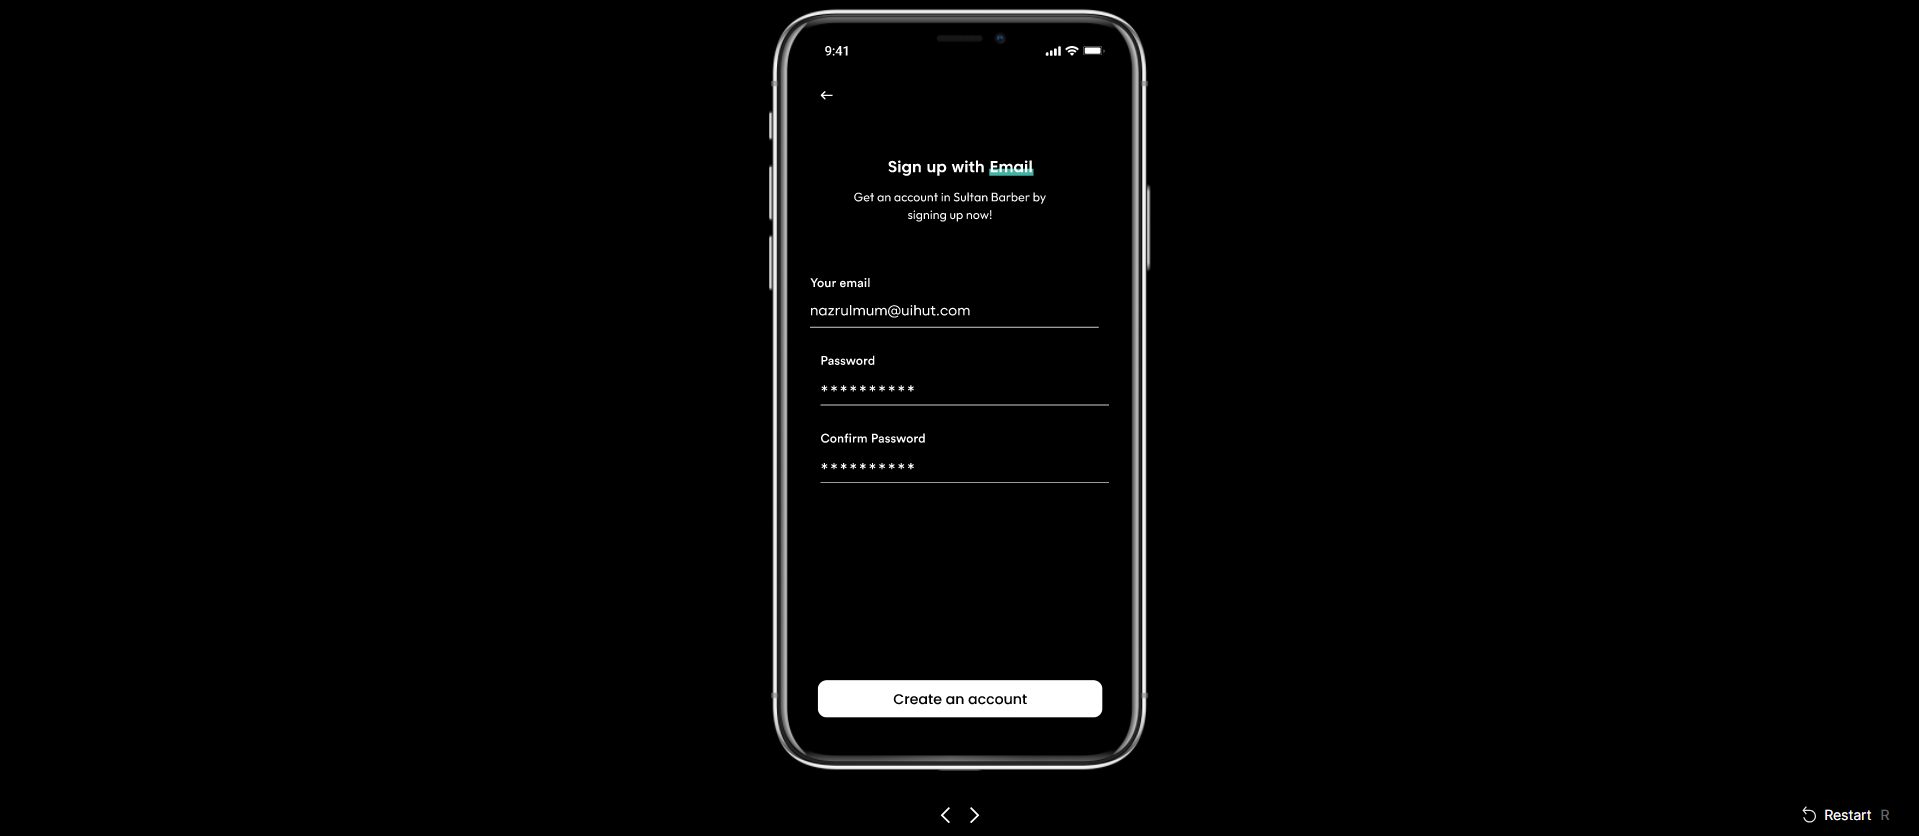 9:41
Sign up with Email
Get an account in Sultan Barber by
signing up now!
Your email
nazrulmum@uihut.com
Password
**********
Confirm Password
**********
Create an account
Restart R